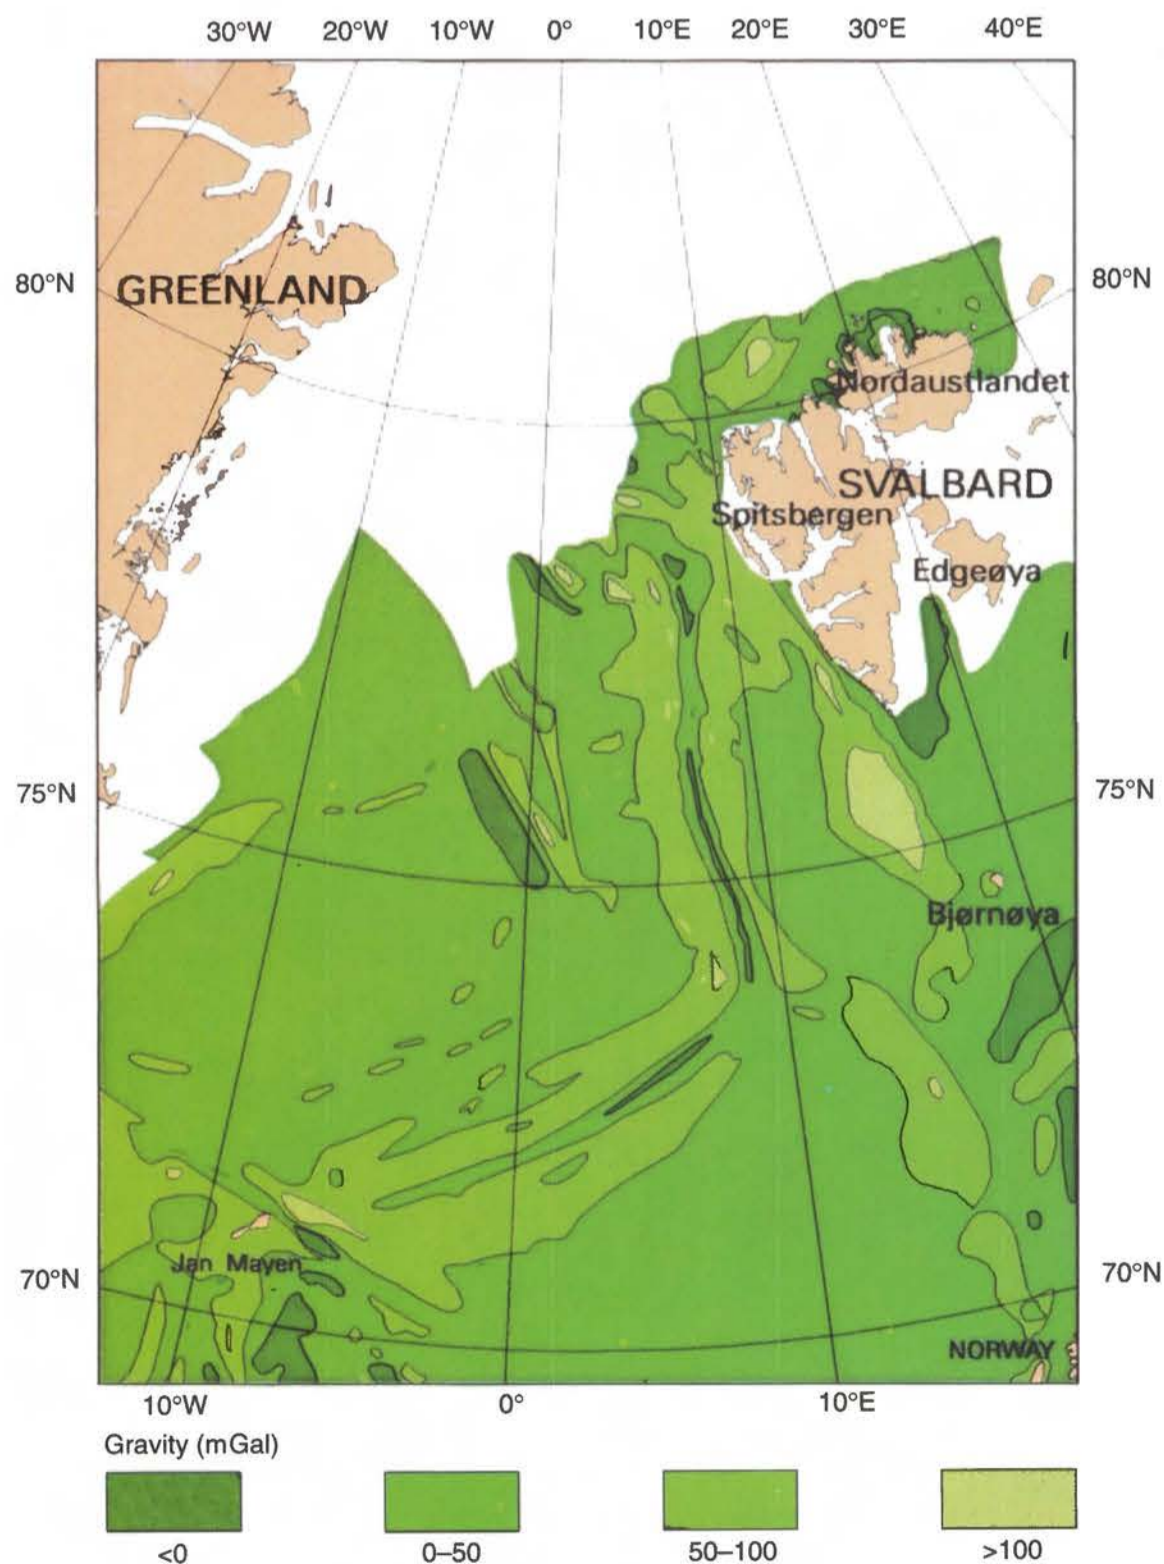 30°W 20°W 10°W 0° 10°E 20°E 30°E 40°E
80°N 80°N
GREENLAND
Nordaustlandet
SVALBARD
Spitsbergen
Edgeøya
75°N 75°N
Bjørnøya
Jan Mayen
70°N 70°N
NORWAY
10°W 0° 10°E
Gravity (mGal)
<0 0–50 50–100 >100